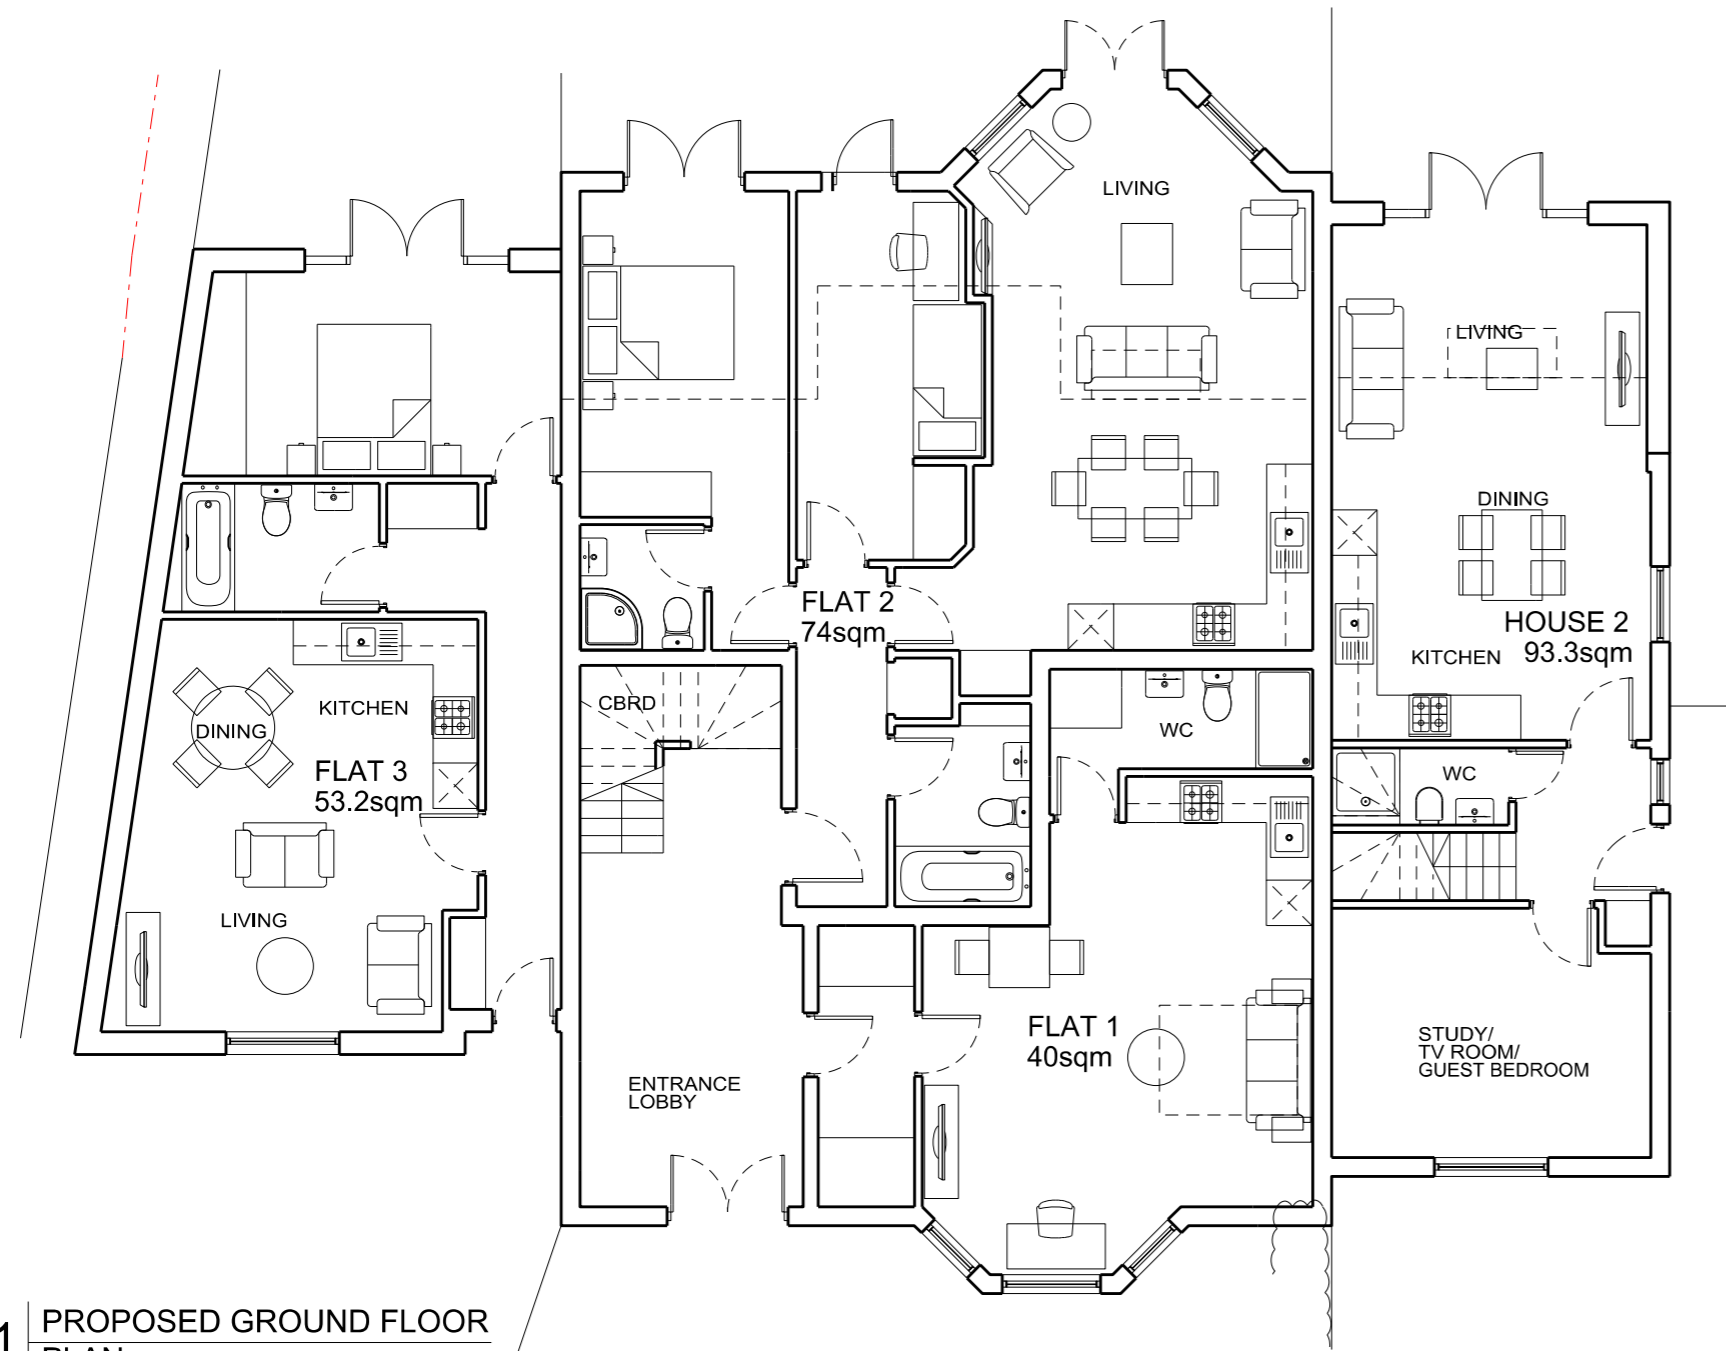 LIVING
LIVING
DINING
FLAT 2
74sqm
HOUSE 2
93.3sqm
KITCHEN
CBRD
KITCHEN
DINING
WC
FLAT 3
53.2sqm
WC
LIVING
FLAT 1
40sqm
STUDY/
TV ROOM/
GUEST BEDROOM
ENTRANCE
LOBBY
1
PROPOSED GROUND FLOOR
PLAN